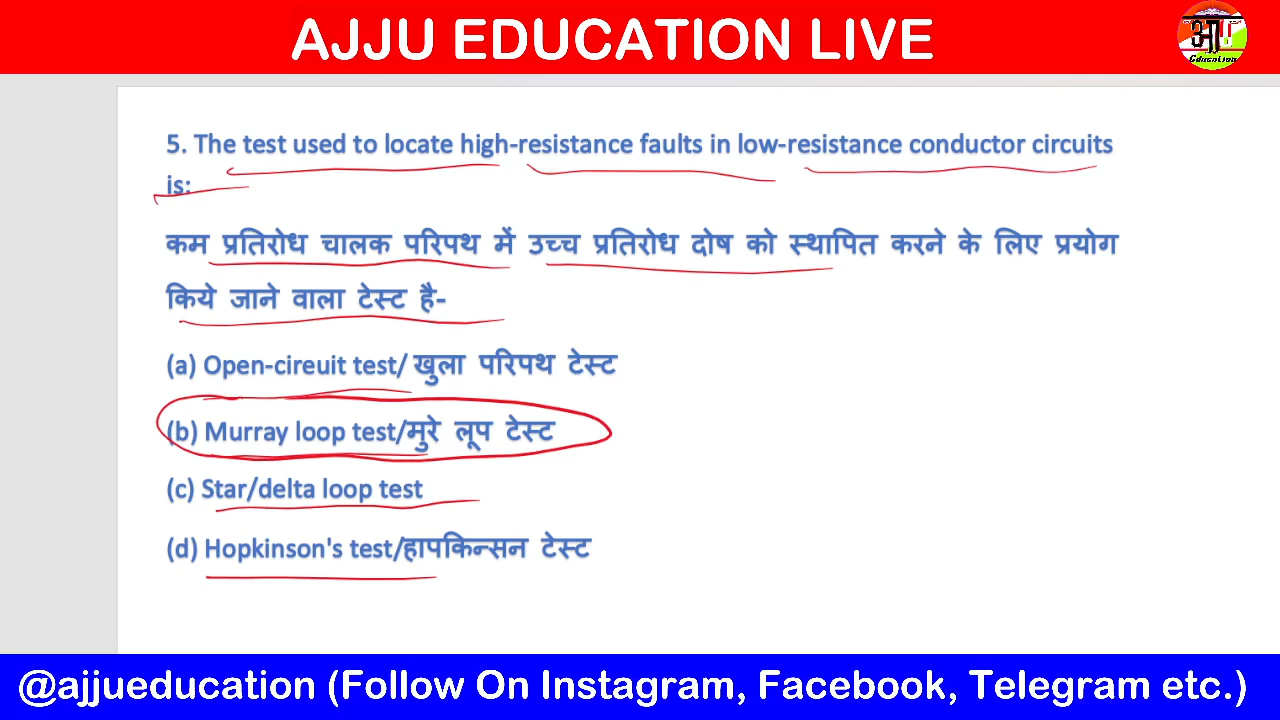 AJJU EDUCATION LIVE
Education
5. The test used to locate high-resistance faults in low-resistance conductor circuits
is:
कम प्रतिरोध चालक परिपथ में उच्च प्रतिरोध दोष को स्थापित करने के लिए प्रयोग
किये जाने वाला टेस्ट है-
(a) Open-cireuit test/ खुला परिपथ टेस्ट
(b) Murray loop test/मुरे लूप टेस्ट
(c) Star/delta loop test
(d) Hopkinson's test/हापकिन्सन टेस्ट
@ajjueducation (Follow On Instagram, Facebook, Telegram etc.)